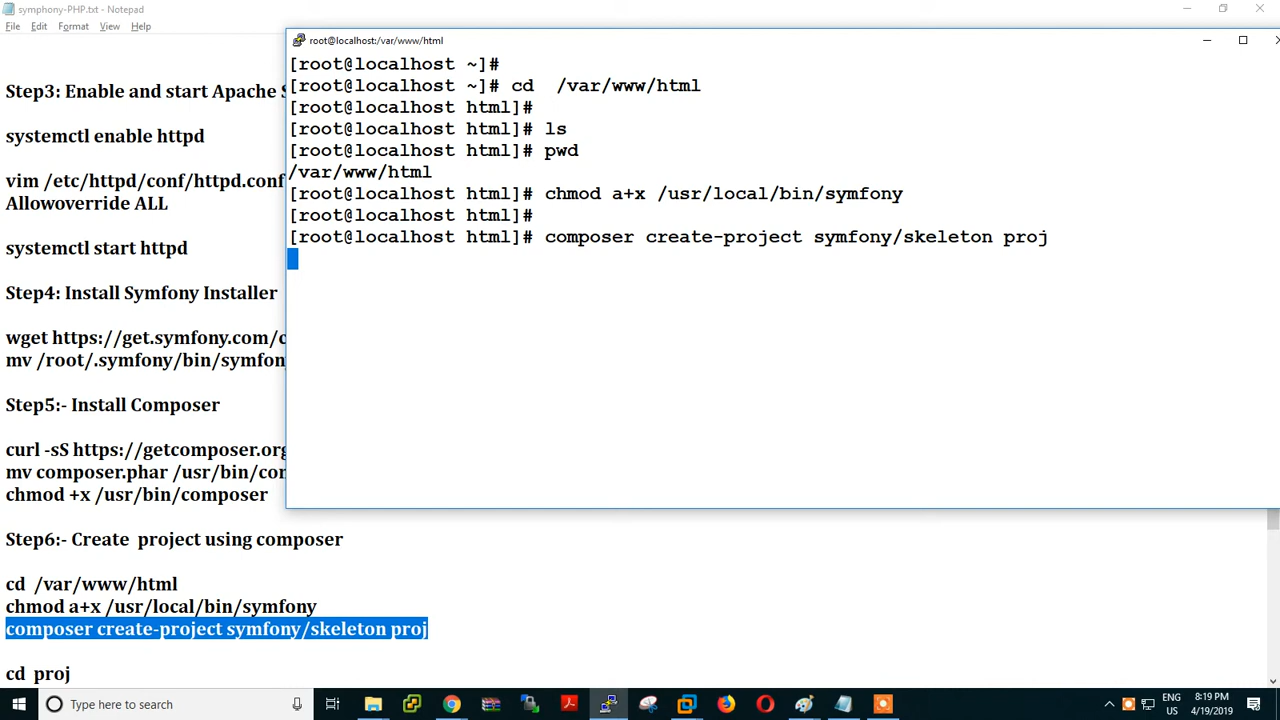 symphony-PHP.txt - Notepad
File Edit Format View Help
Step3: Enable and start Apache S
systemctl enable httpd
vim /etc/httpd/conf/httpd.conf
Allowoverride ALL
systemctl start httpd
Step4: Install Symfony Installer
wget https://get.symfony.com/c
mv /root/.symfony/bin/symfon
Step5:- Install Composer
curl -sS https://getcomposer.org
mv composer.phar /usr/bin/con
chmod +x /usr/bin/composer
Step6:- Create  project using composer
cd  /var/www/html
chmod a+x /usr/local/bin/symfony
composer create-project symfony/skeleton proj
cd  proj
root@localhost:/var/www/html
[root@localhost ~]#
[root@localhost ~]# cd  /var/www/html
[root@localhost html]#
[root@localhost html]# ls
[root@localhost html]# pwd
/var/www/html
[root@localhost html]# chmod a+x /usr/local/bin/symfony
[root@localhost html]#
[root@localhost html]# composer create-project symfony/skeleton proj
Type here to search
ENG
US
8:19 PM
4/19/2019